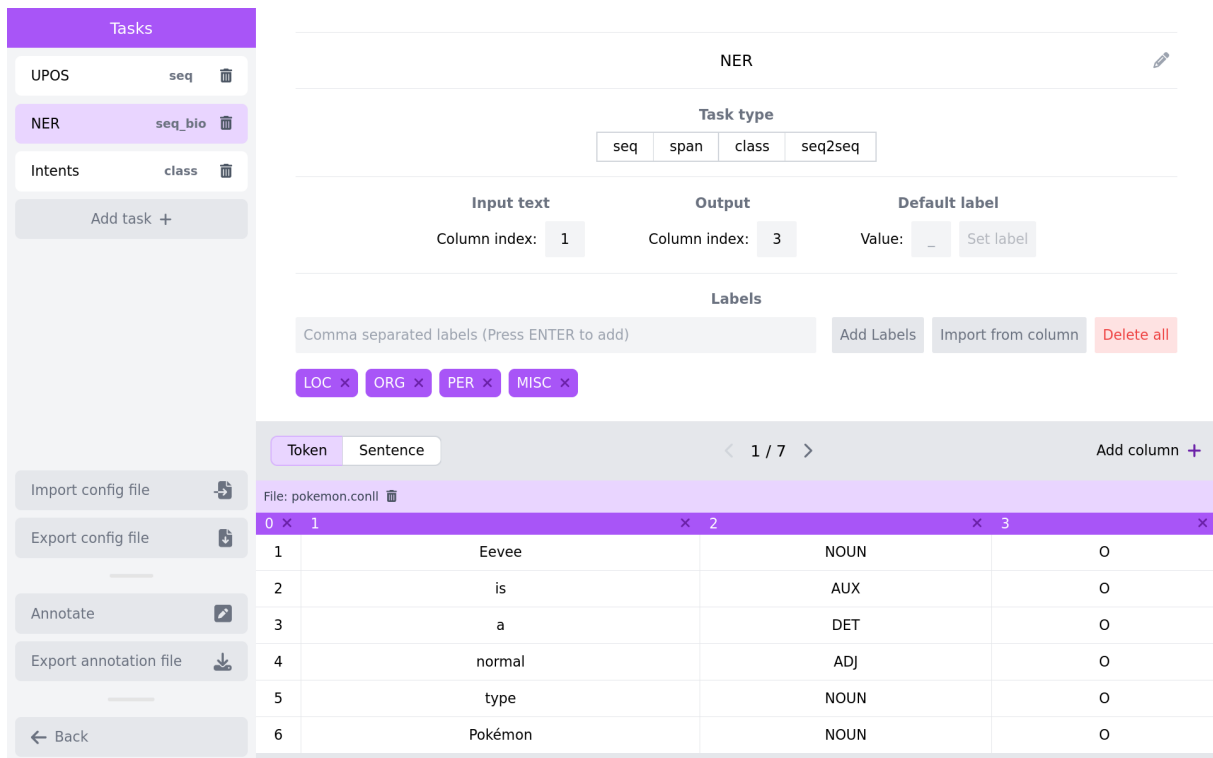 Tasks
UPOS seq
NER seq_bio
Intents class
Add task +
Import config file
Export config file
Annotate
Export annotation file
Back
NER
Task type
seq span class seq2seq
Input text Output Default label
Column index: 1 Column index: 3 Value: _ Set label
Labels
Comma separated labels (Press ENTER to add) Add Labels Import from column Delete all
LOC × ORG × PER × MISC ×
Token Sentence 1 / 7 Add column +
File: pokemon.conll
0 × 1 × 2 × 3 ×
1 Eevee NOUN O
2 is AUX O
3 a DET O
4 normal ADJ O
5 type NOUN O
6 Pokémon NOUN O